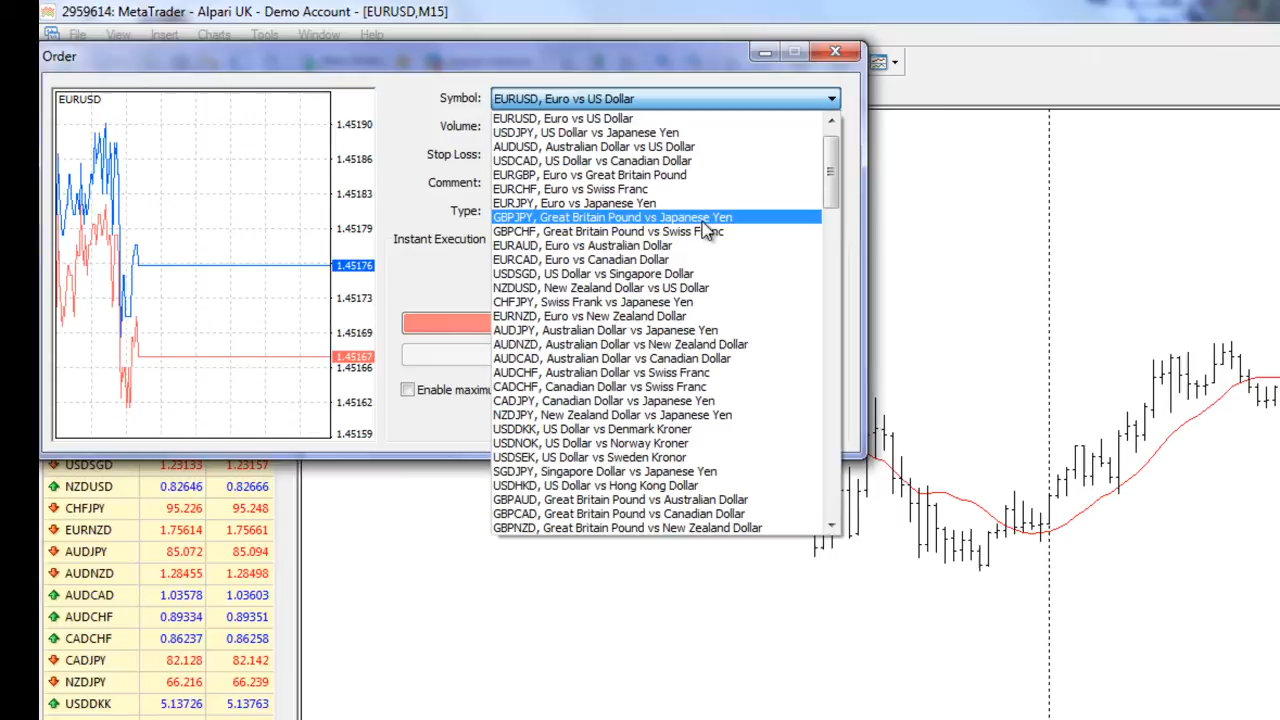 2959614: MetaTrader - Alpari UK - Demo Account - [EURUSD,M15]
File View Insert Charts Tools Window Help
Order
EURUSD
1.45190
1.45186
1.45183
1.45179
1.45176
1.45173
1.45169
1.45167
1.45166
1.45162
1.45159
Symbol: EURUSD, Euro vs US Dollar
Volume:
Stop Loss:
Comment:
Type:
Instant Execution
Enable maximu
EURUSD, Euro vs US Dollar
USDJPY, US Dollar vs Japanese Yen
AUDUSD, Australian Dollar vs US Dollar
USDCAD, US Dollar vs Canadian Dollar
EURGBP, Euro vs Great Britain Pound
EURCHF, Euro vs Swiss Franc
EURJPY, Euro vs Japanese Yen
GBPJPY, Great Britain Pound vs Japanese Yen
GBPCHF, Great Britain Pound vs Swiss Franc
EURAUD, Euro vs Australian Dollar
EURCAD, Euro vs Canadian Dollar
USDSGD, US Dollar vs Singapore Dollar
NZDUSD, New Zealand Dollar vs US Dollar
CHFJPY, Swiss Frank vs Japanese Yen
EURNZD, Euro vs New Zealand Dollar
AUDJPY, Australian Dollar vs Japanese Yen
AUDNZD, Australian Dollar vs New Zealand Dollar
AUDCAD, Australian Dollar vs Canadian Dollar
AUDCHF, Australian Dollar vs Swiss Franc
CADCHF, Canadian Dollar vs Swiss Franc
CADJPY, Canadian Dollar vs Japanese Yen
NZDJPY, New Zealand Dollar vs Japanese Yen
USDDKK, US Dollar vs Denmark Kroner
USDNOK, US Dollar vs Norway Kroner
USDSEK, US Dollar vs Sweden Kronor
SGDJPY, Singapore Dollar vs Japanese Yen
USDHKD, US Dollar vs Hong Kong Dollar
GBPAUD, Great Britain Pound vs Australian Dollar
GBPCAD, Great Britain Pound vs Canadian Dollar
GBPNZD, Great Britain Pound vs New Zealand Dollar
USDSGD 1.23133 1.23157
NZDUSD 0.82646 0.82666
CHFJPY 95.226 95.248
EURNZD 1.75614 1.75661
AUDJPY 85.072 85.094
AUDNZD 1.28455 1.28498
AUDCAD 1.03578 1.03603
AUDCHF 0.89334 0.89351
CADCHF 0.86237 0.86258
CADJPY 82.128 82.142
NZDJPY 66.216 66.239
USDDKK 5.13726 5.13763